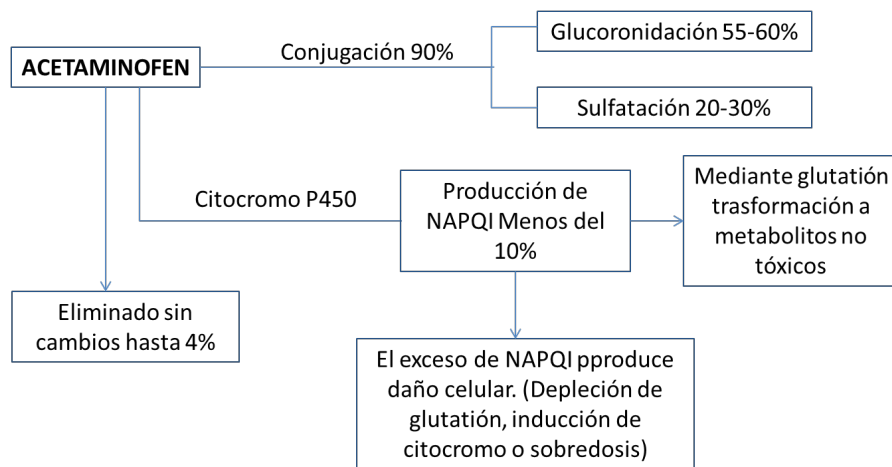 Glucoronidación 55-60%
Conjugación 90%
ACETAMINOFEN
Sulfatación 20-30%
Citocromo P450
Producción de
NAPQI Menos del
10%
Mediante glutatión
trasformación a
metabolitos no
tóxicos
Eliminado sin
cambios hasta 4%
El exceso de NAPQI pproduce
daño celular. (Depleción de
glutatión, inducción de
citocromo o sobredosis)